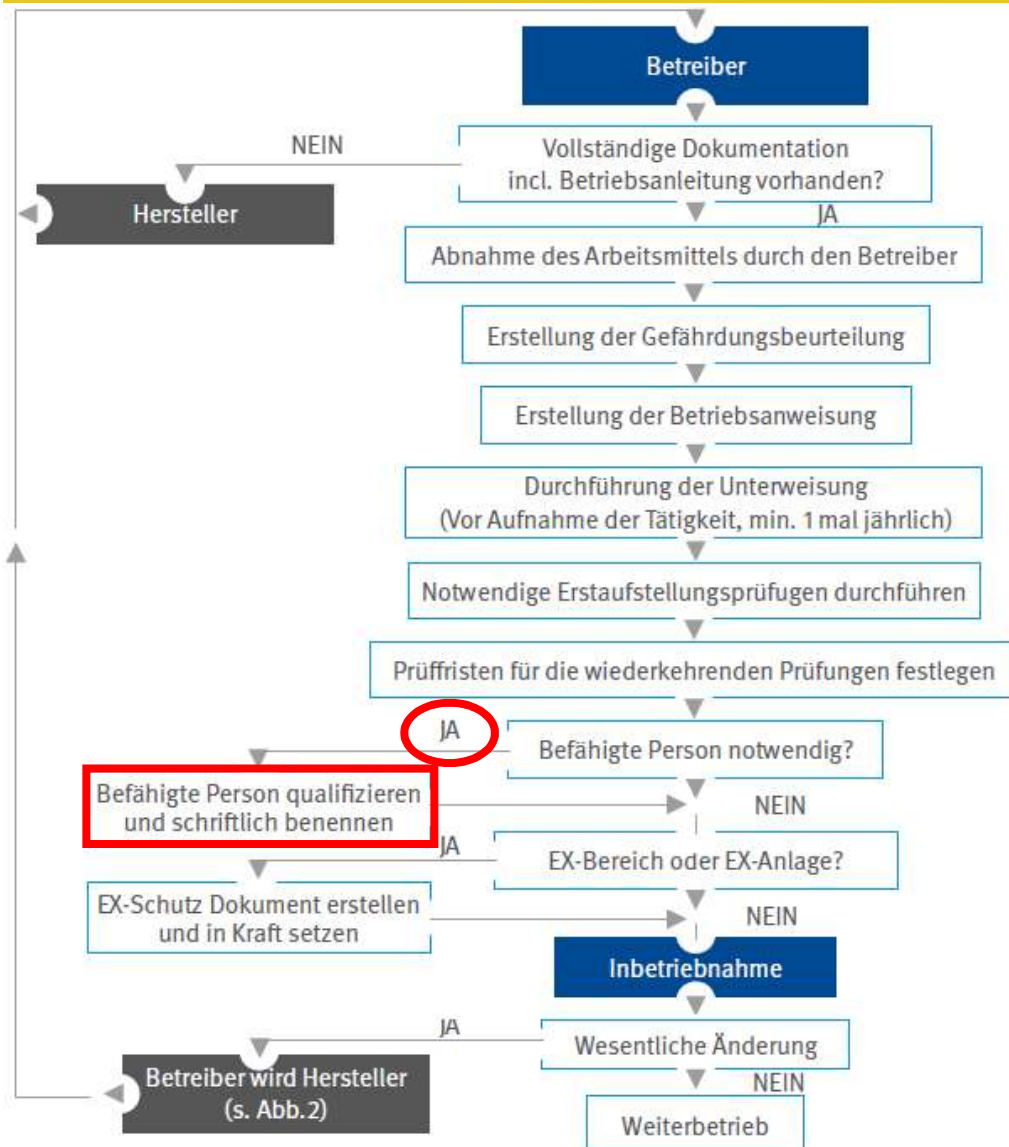 Betreiber
NEIN
Vollständige Dokumentation
incl. Betriebsanleitung vorhanden?
Hersteller
JA
Abnahme des Arbeitsmittels durch den Betreiber
Erstellung der Gefährdungsbeurteilung
Erstellung der Betriebsanweisung
Durchführung der Unterweisung
(Vor Aufnahme der Tätigkeit, min. 1 mal jährlich)
Notwendige Erstaufstellungsprüfugen durchführen
Prüffristen für die wiederkehrenden Prüfungen festlegen
JA
Befähigte Person notwendig?
Befähigte Person qualifizieren
und schriftlich benennen
NEIN
JA
EX-Bereich oder EX-Anlage?
EX-Schutz Dokument erstellen
und in Kraft setzen
NEIN
Inbetriebnahme
JA
Wesentliche Änderung
Betreiber wird Hersteller
(s. Abb.2)
NEIN
Weiterbetrieb